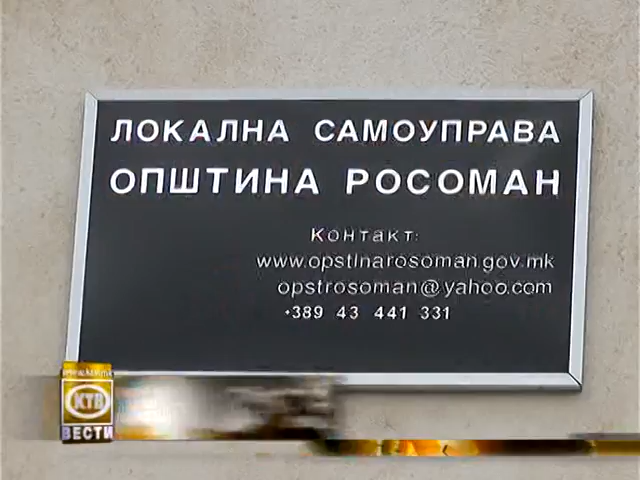 ЛОКАЛНА САМОУПРАВА
ОПШТИНА РОСОМАН
Контакт:
www.opstinarosoman.gov.mk
opstrosoman@yahoo.com
+389 43 441 331
КТВ
ВЕСТИ